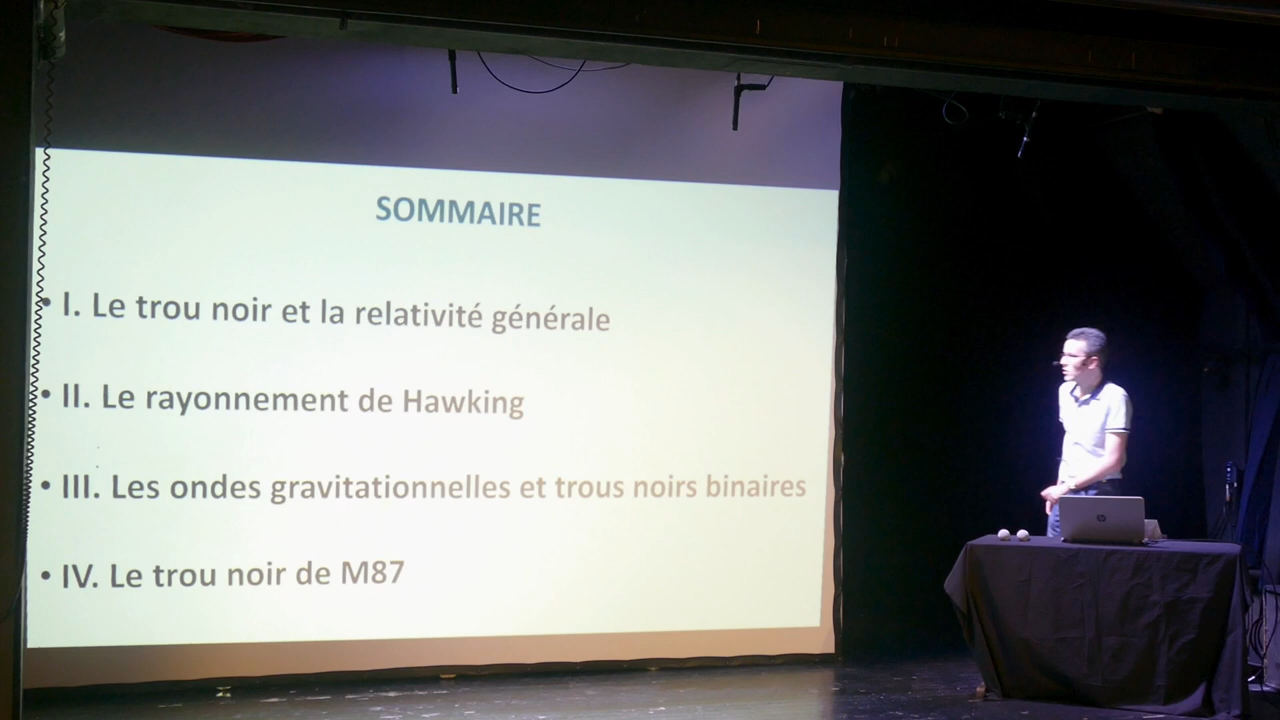 SOMMAIRE
• I. Le trou noir et la relativité générale
• II. Le rayonnement de Hawking
• III. Les ondes gravitationnelles et trous noirs binaires
• IV. Le trou noir de M87
hp